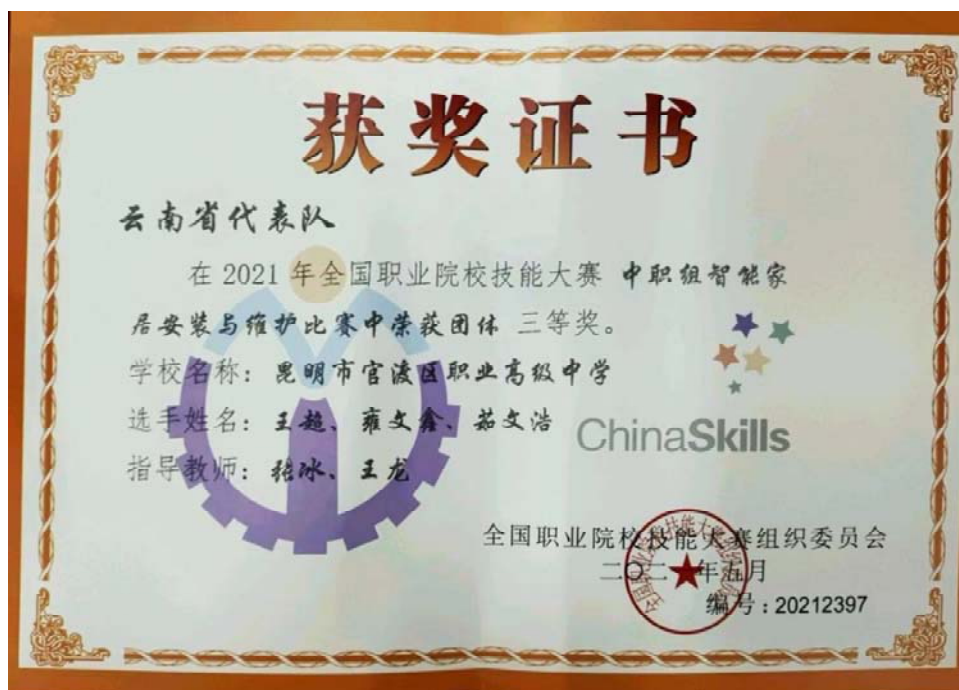 获奖证书
云南省代表队
在 2021 年全国职业院校技能大赛 中职组智能家
居安装与维护比赛中荣获团体 三等奖。
学校名称：昆明市官渡区职业高级中学
选手姓名：王超、雍文鑫、茹文浩
指导教师：张冰、王龙
ChinaSkills
全国职业院校技能大赛组织委员会
二〇二一年五月
编号：20212397